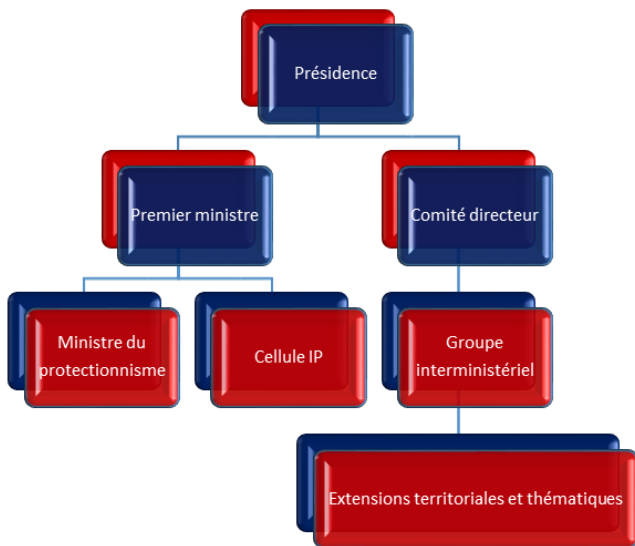 Présidence
Premier ministre
Comité directeur
Ministre du
protectionnisme
Cellule IP
Groupe
interministériel
Extensions territoriales et thématiques